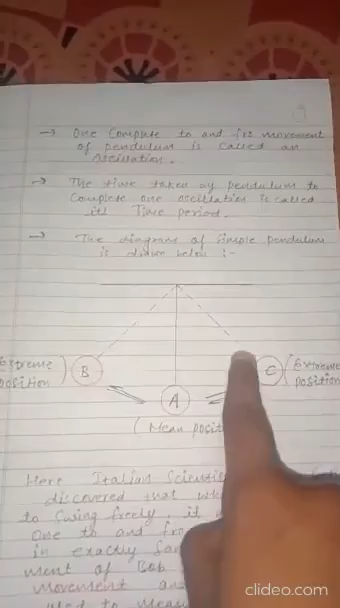 → One Complete to and fro movement
of pendulum is called an
oscillation.
→ The time taken by pendulum to
Complete one oscillation is called
its Time period.
→ The diagram of Simple pendulum
is drawn below :-
(Extreme position) B
C (Extreme position)
A
(Mean posit
Here Italian Scientis
discovered that wh
to Swing freely, it
One to and fro
in exactly Sam
ment of Bob
movement an
used to Measu
clideo.com